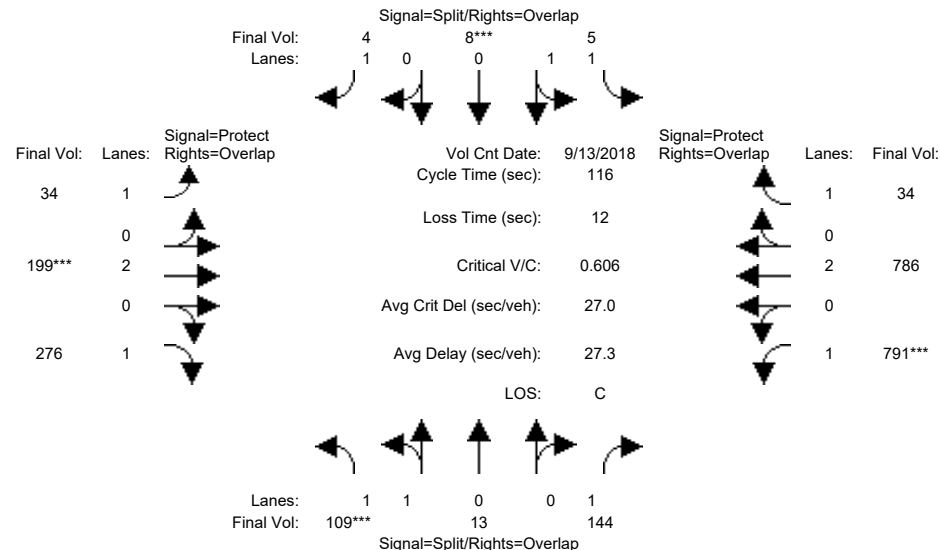 Signal=Split/Rights=Overlap
Final Vol: 4 8*** 5
Lanes: 1 0 0 1 1
Signal=Protect Signal=Protect
Final Vol: Lanes: Rights=Overlap Vol Cnt Date: 9/13/2018 Rights=Overlap Lanes: Final Vol:
Cycle Time (sec): 116
34 1 1 34
Loss Time (sec): 12
0 0
199*** 2 Critical V/C: 0.606 2 786
0 Avg Crit Del (sec/veh): 27.0 0
276 1 Avg Delay (sec/veh): 27.3 1 791***
LOS: C
Lanes: 1 1 0 0 1
Final Vol: 109*** 13 144
Signal=Split/Rights=Overlap